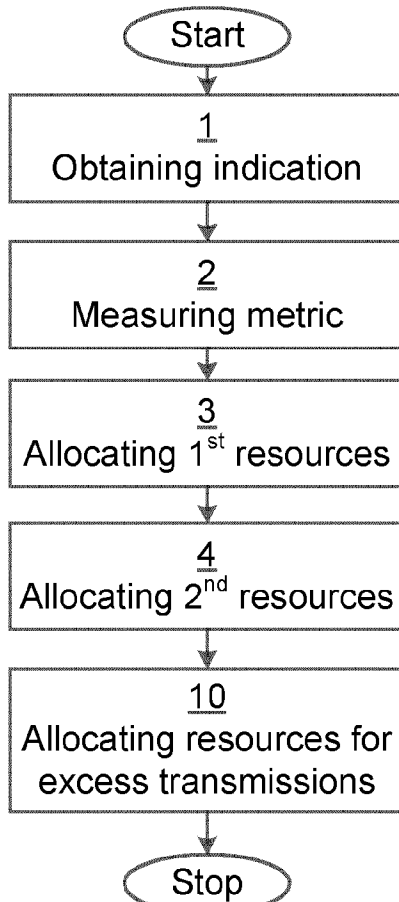 Start
1
Obtaining indication
2
Measuring metric
3
Allocating 1st resources
4
Allocating 2nd resources
10
Allocating resources for
excess transmissions
Stop